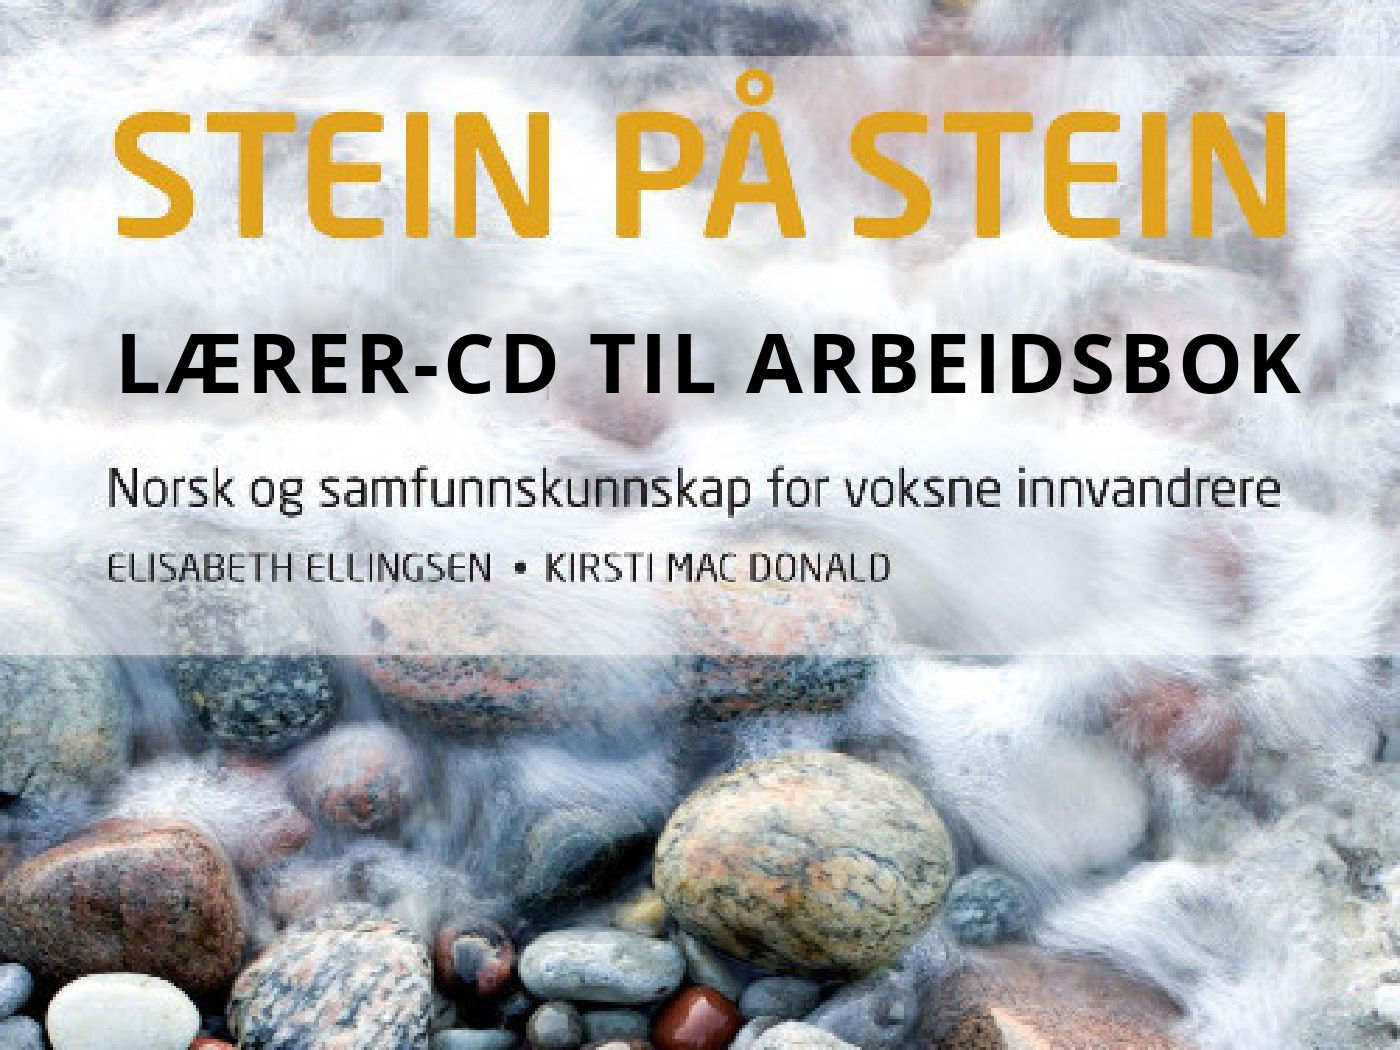 STEIN PÅ STEIN
LÆRER-CD TIL ARBEIDSBOK
Norsk og samfunnskunnskap for voksne innvandrere
ELISABETH ELLINGSEN • KIRSTI MAC DONALD